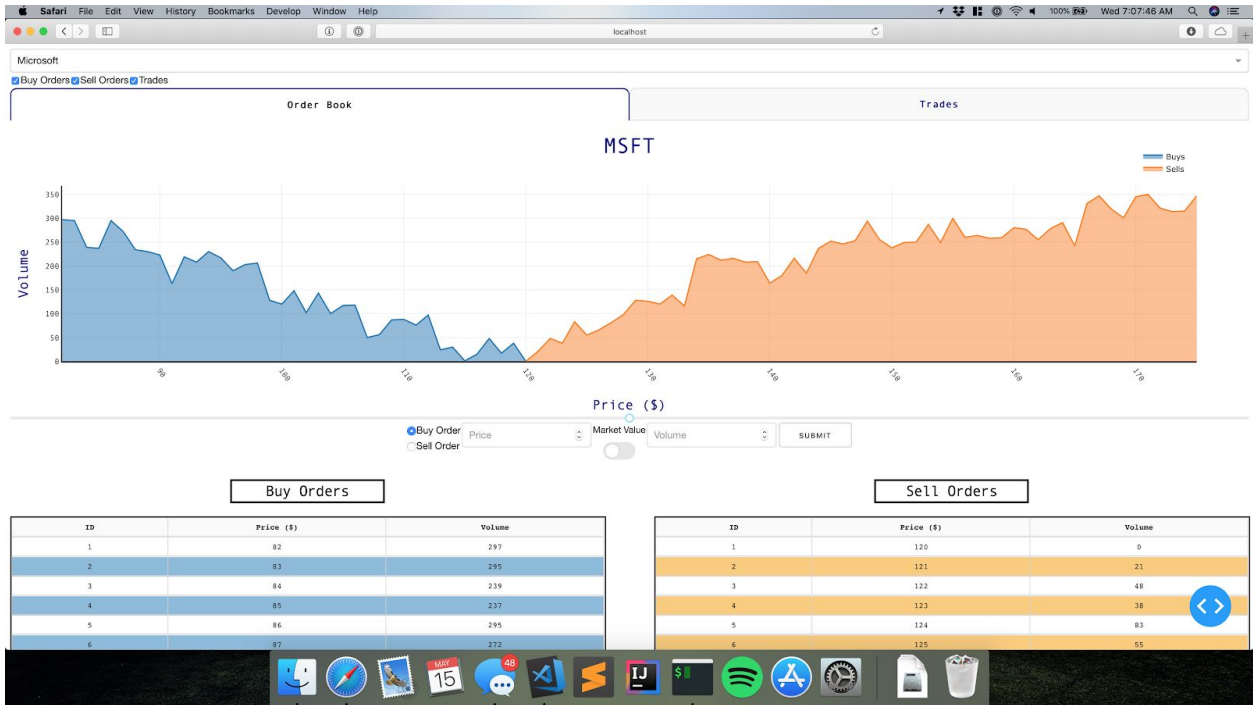 Safari File Edit View History Bookmarks Develop Window Help 100% Wed 7:07:46 AM
localhost
Microsoft
Buy Orders Sell Orders Trades
Order Book Trades
MSFT
Buys
Sells
350
300
250
200
150
100
50
0
Volume
90 100 110 120 130 140 150 160 170
Price ($)
Buy Order Price Market Value Volume SUBMIT
Sell Order
Buy Orders Sell Orders
ID Price ($) Volume ID Price ($) Volume
1 82 297 1 120 0
2 83 295 2 121 21
3 84 239 3 122 48
4 85 237 4 123 38
5 86 295 5 124 83
6 87 272 6 125 55
MAY
15
48
IJ
$